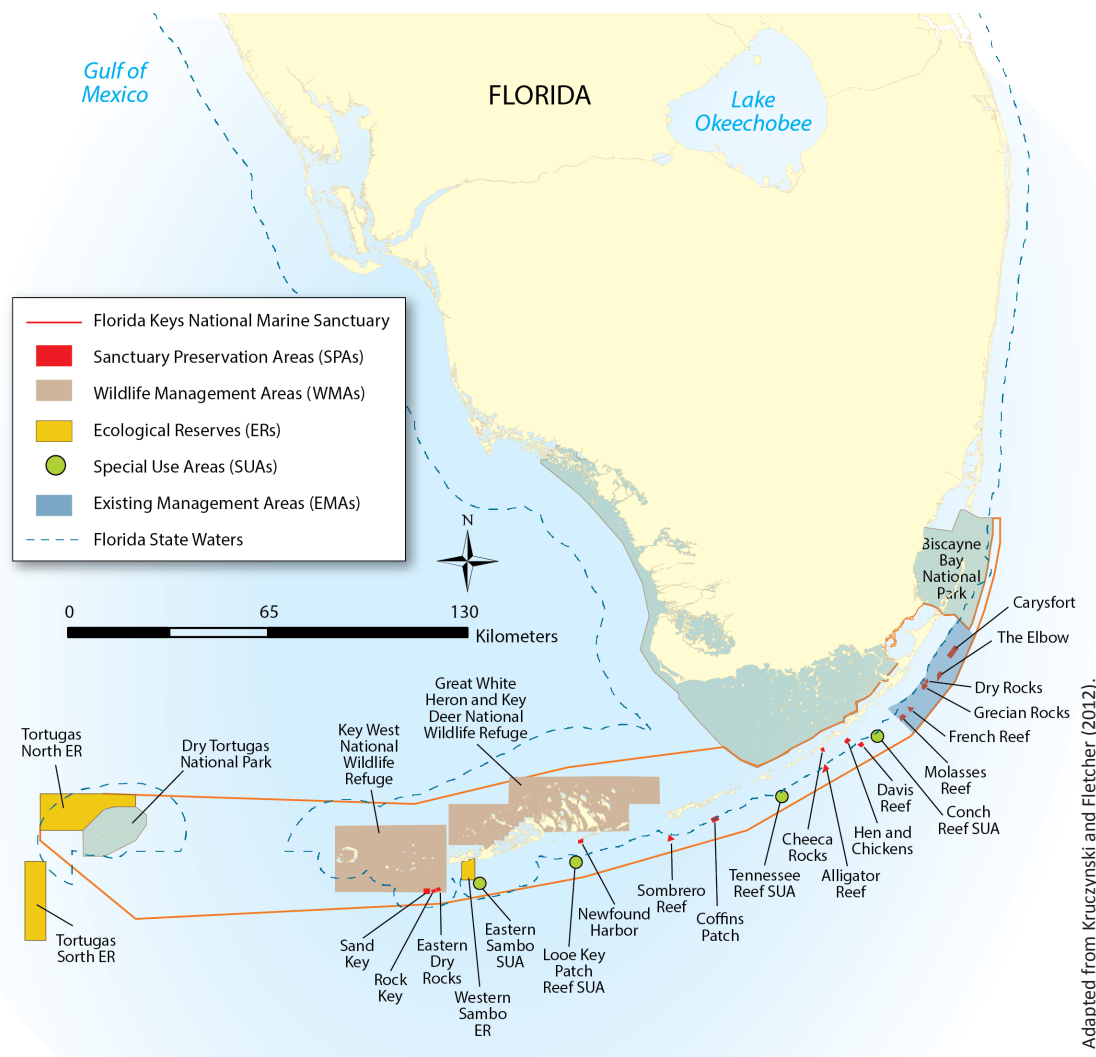 Gulf of
Mexico
FLORIDA
Lake
Okeechobee
Florida Keys National Marine Sanctuary
Sanctuary Preservation Areas (SPAs)
Wildlife Management Areas (WMAs)
Ecological Reserves (ERs)
Special Use Areas (SUAs)
Existing Management Areas (EMAs)
Florida State Waters
N
0 65 130
Kilometers
Biscayne
Bay
National
Park
Carysfort
The Elbow
Dry Rocks
Grecian Rocks
French Reef
Molasses
Reef
Conch
Reef SUA
Davis
Reef
Hen and
Chickens
Alligator
Reef
Checca
Rocks
Tennessee
Reef SUA
Coffins
Patch
Sombrero
Reef
Newfound
Harbor
Looe Key
Patch
Reef SUA
Eastern
Sambo
SUA
Western
Sambo
ER
Eastern
Dry
Rocks
Rock
Key
Sand
Key
Great White
Heron and Key
Deer National
Wildlife Refuge
Key West
National
Wildlife
Refuge
Dry Tortugas
National Park
Tortugas
North ER
Tortugas
Sorth ER
Adapted from Kruczynski and Fletcher (2012).